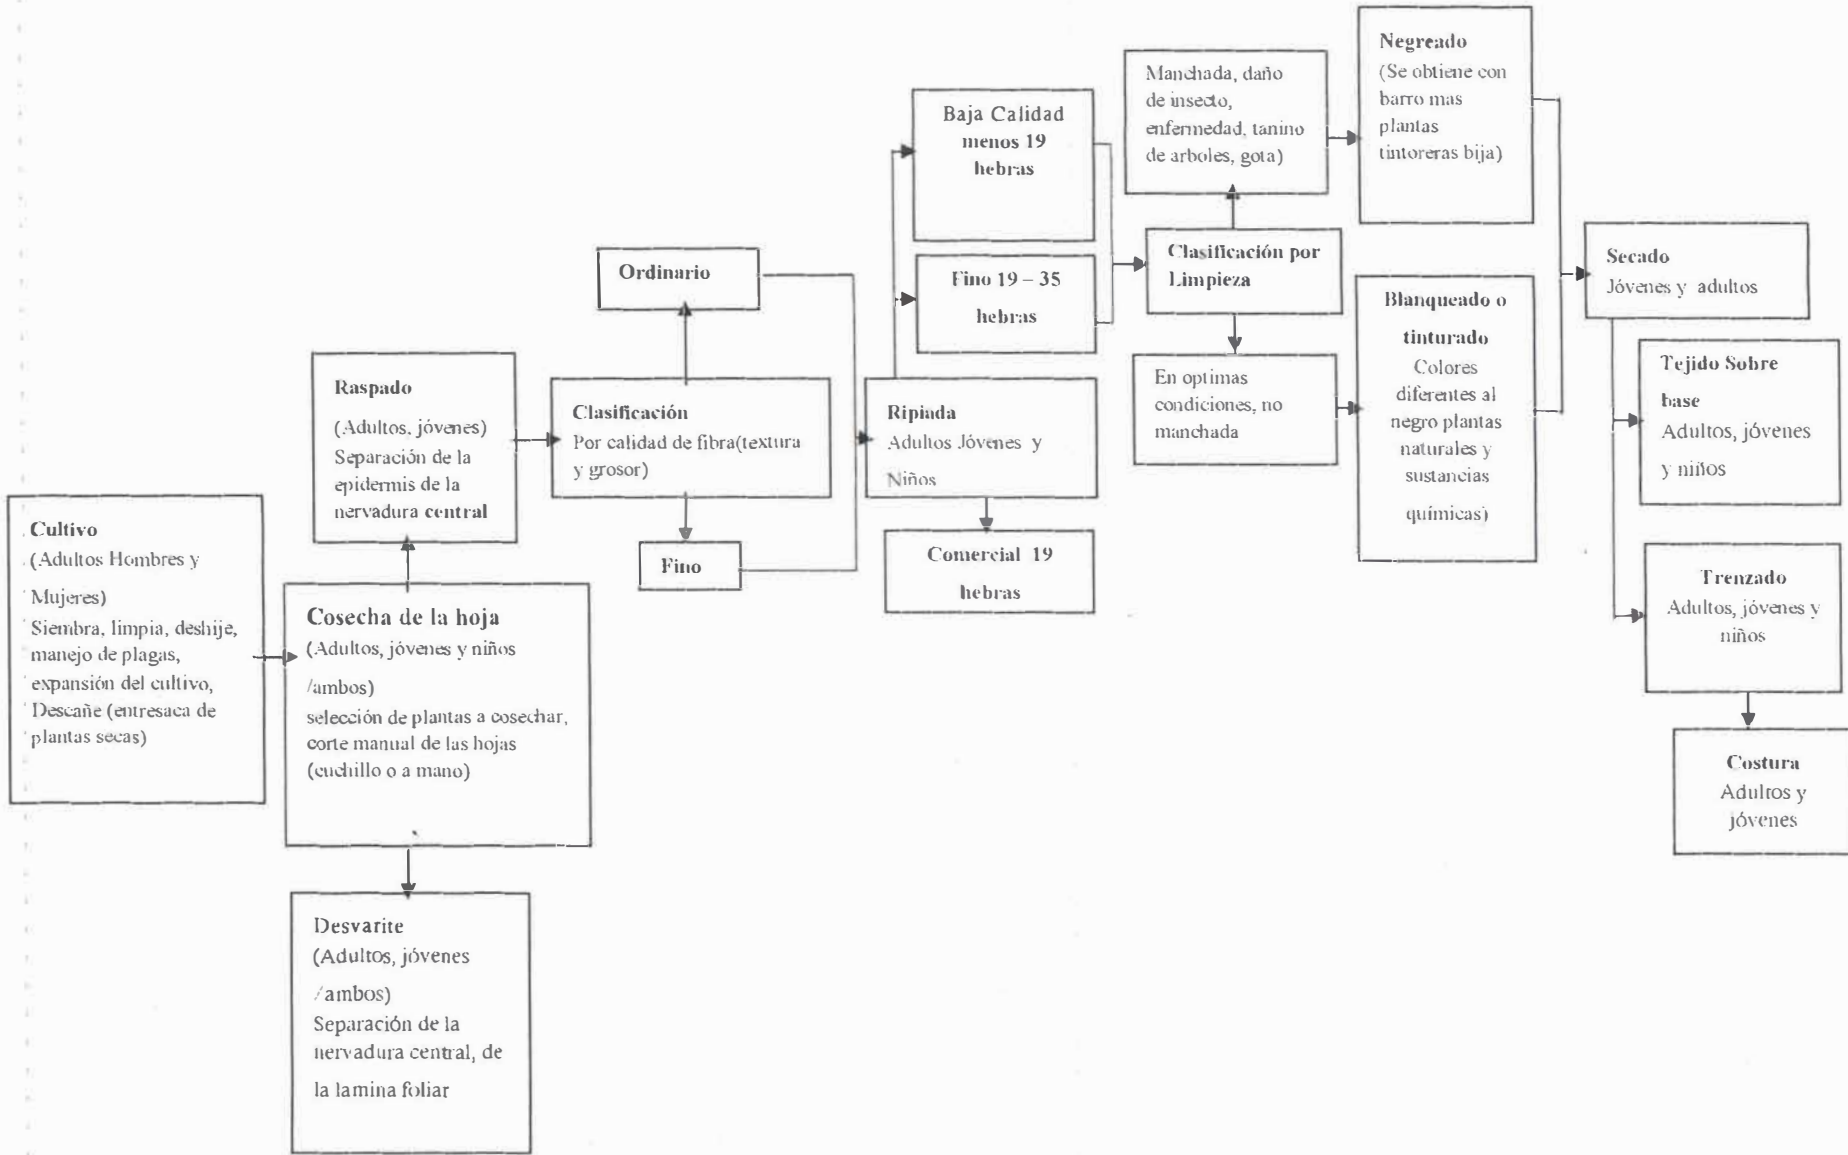 Cultivo
(Adultos Hombres y
Mujeres)
Siembra, limpia, deshije,
manejo de plagas,
expansión del cultivo,
Descañe (entresaca de
plantas secas)
Cosecha de la hoja
(Adultos, jóvenes y niños
/ambos)
selección de plantas a cosechar,
corte manual de las hojas
(cuchillo o a mano)
Desvarite
(Adultos, jóvenes
/ambos)
Separación de la
nervadura central, de
la lamina foliar
Raspado
(Adultos, jóvenes)
Separación de la
epidermis de la
nervadura central
Clasificación
Por calidad de fibra(textura
y grosor)
Ordinario
Fino
Ripiada
Adultos Jóvenes y
Niños
Baja Calidad
menos 19
hebras
Fino 19 – 35
hebras
Comercial 19
hebras
Clasificación por
Limpieza
Manchada, daño
de insecto,
enfermedad, tanino
de arboles, gota)
En optimas
condiciones, no
manchada
Negreado
(Se obtiene con
barro mas
plantas
tintoreras bija)
Blanqueado o
tinturado
Colores
diferentes al
negro plantas
naturales y
sustancias
químicas)
Secado
Jóvenes y adultos
Tejido Sobre
base
Adultos, jóvenes
y niños
Trenzado
Adultos, jóvenes y
niños
Costura
Adultos y
jóvenes